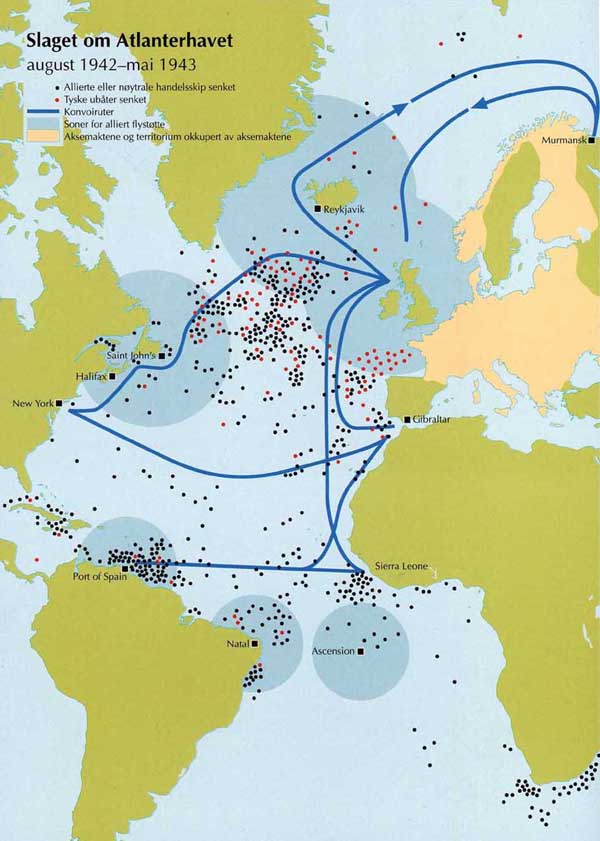 Slaget om Atlanterhavet
august 1942–mai 1943
Allierte eller nøytrale handelsskip senket
Tyske ubåter senket
Konvoiruter
Soner for alliert flystøtte
Aksemaktene og territorium okkupert av aksemaktene
Murmansk
Reykjavik
Saint John's
Halifax
New York
Gibraltar
Port of Spain
Sierra Leone
Natal
Ascension